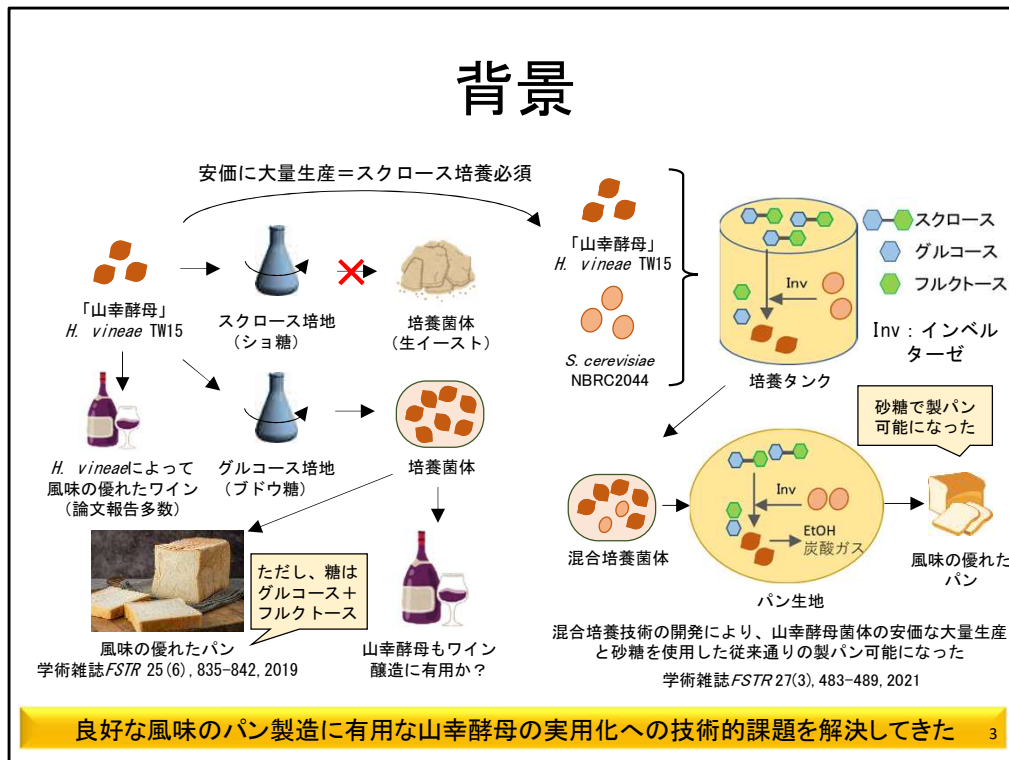 背景
安価に大量生産＝スクロース培養必須
「山幸酵母」
H. vineae TW15
スクロース培地
（ショ糖）
培養菌体
（生イースト）
H. vineaeによって
風味の優れたワイン
（論文報告多数）
グルコース培地
（ブドウ糖）
培養菌体
ただし、糖は
グルコース＋
フルクトース
風味の優れたパン
学術雑誌FSTR 25(6), 835-842, 2019
山幸酵母もワイン
醸造に有用か？
「山幸酵母」
H. vineae TW15
S. cerevisiae
NBRC2044
Inv
培養タンク
スクロース
グルコース
フルクトース
Inv：インベル
ターゼ
砂糖で製パン
可能になった
混合培養菌体
Inv
EtOH
炭酸ガス
パン生地
風味の優れた
パン
混合培養技術の開発により、山幸酵母菌体の安価な大量生産
と砂糖を使用した従来通りの製パン可能になった
学術雑誌FSTR 27(3), 483-489, 2021
良好な風味のパン製造に有用な山幸酵母の実用化への技術的課題を解決してきた
3